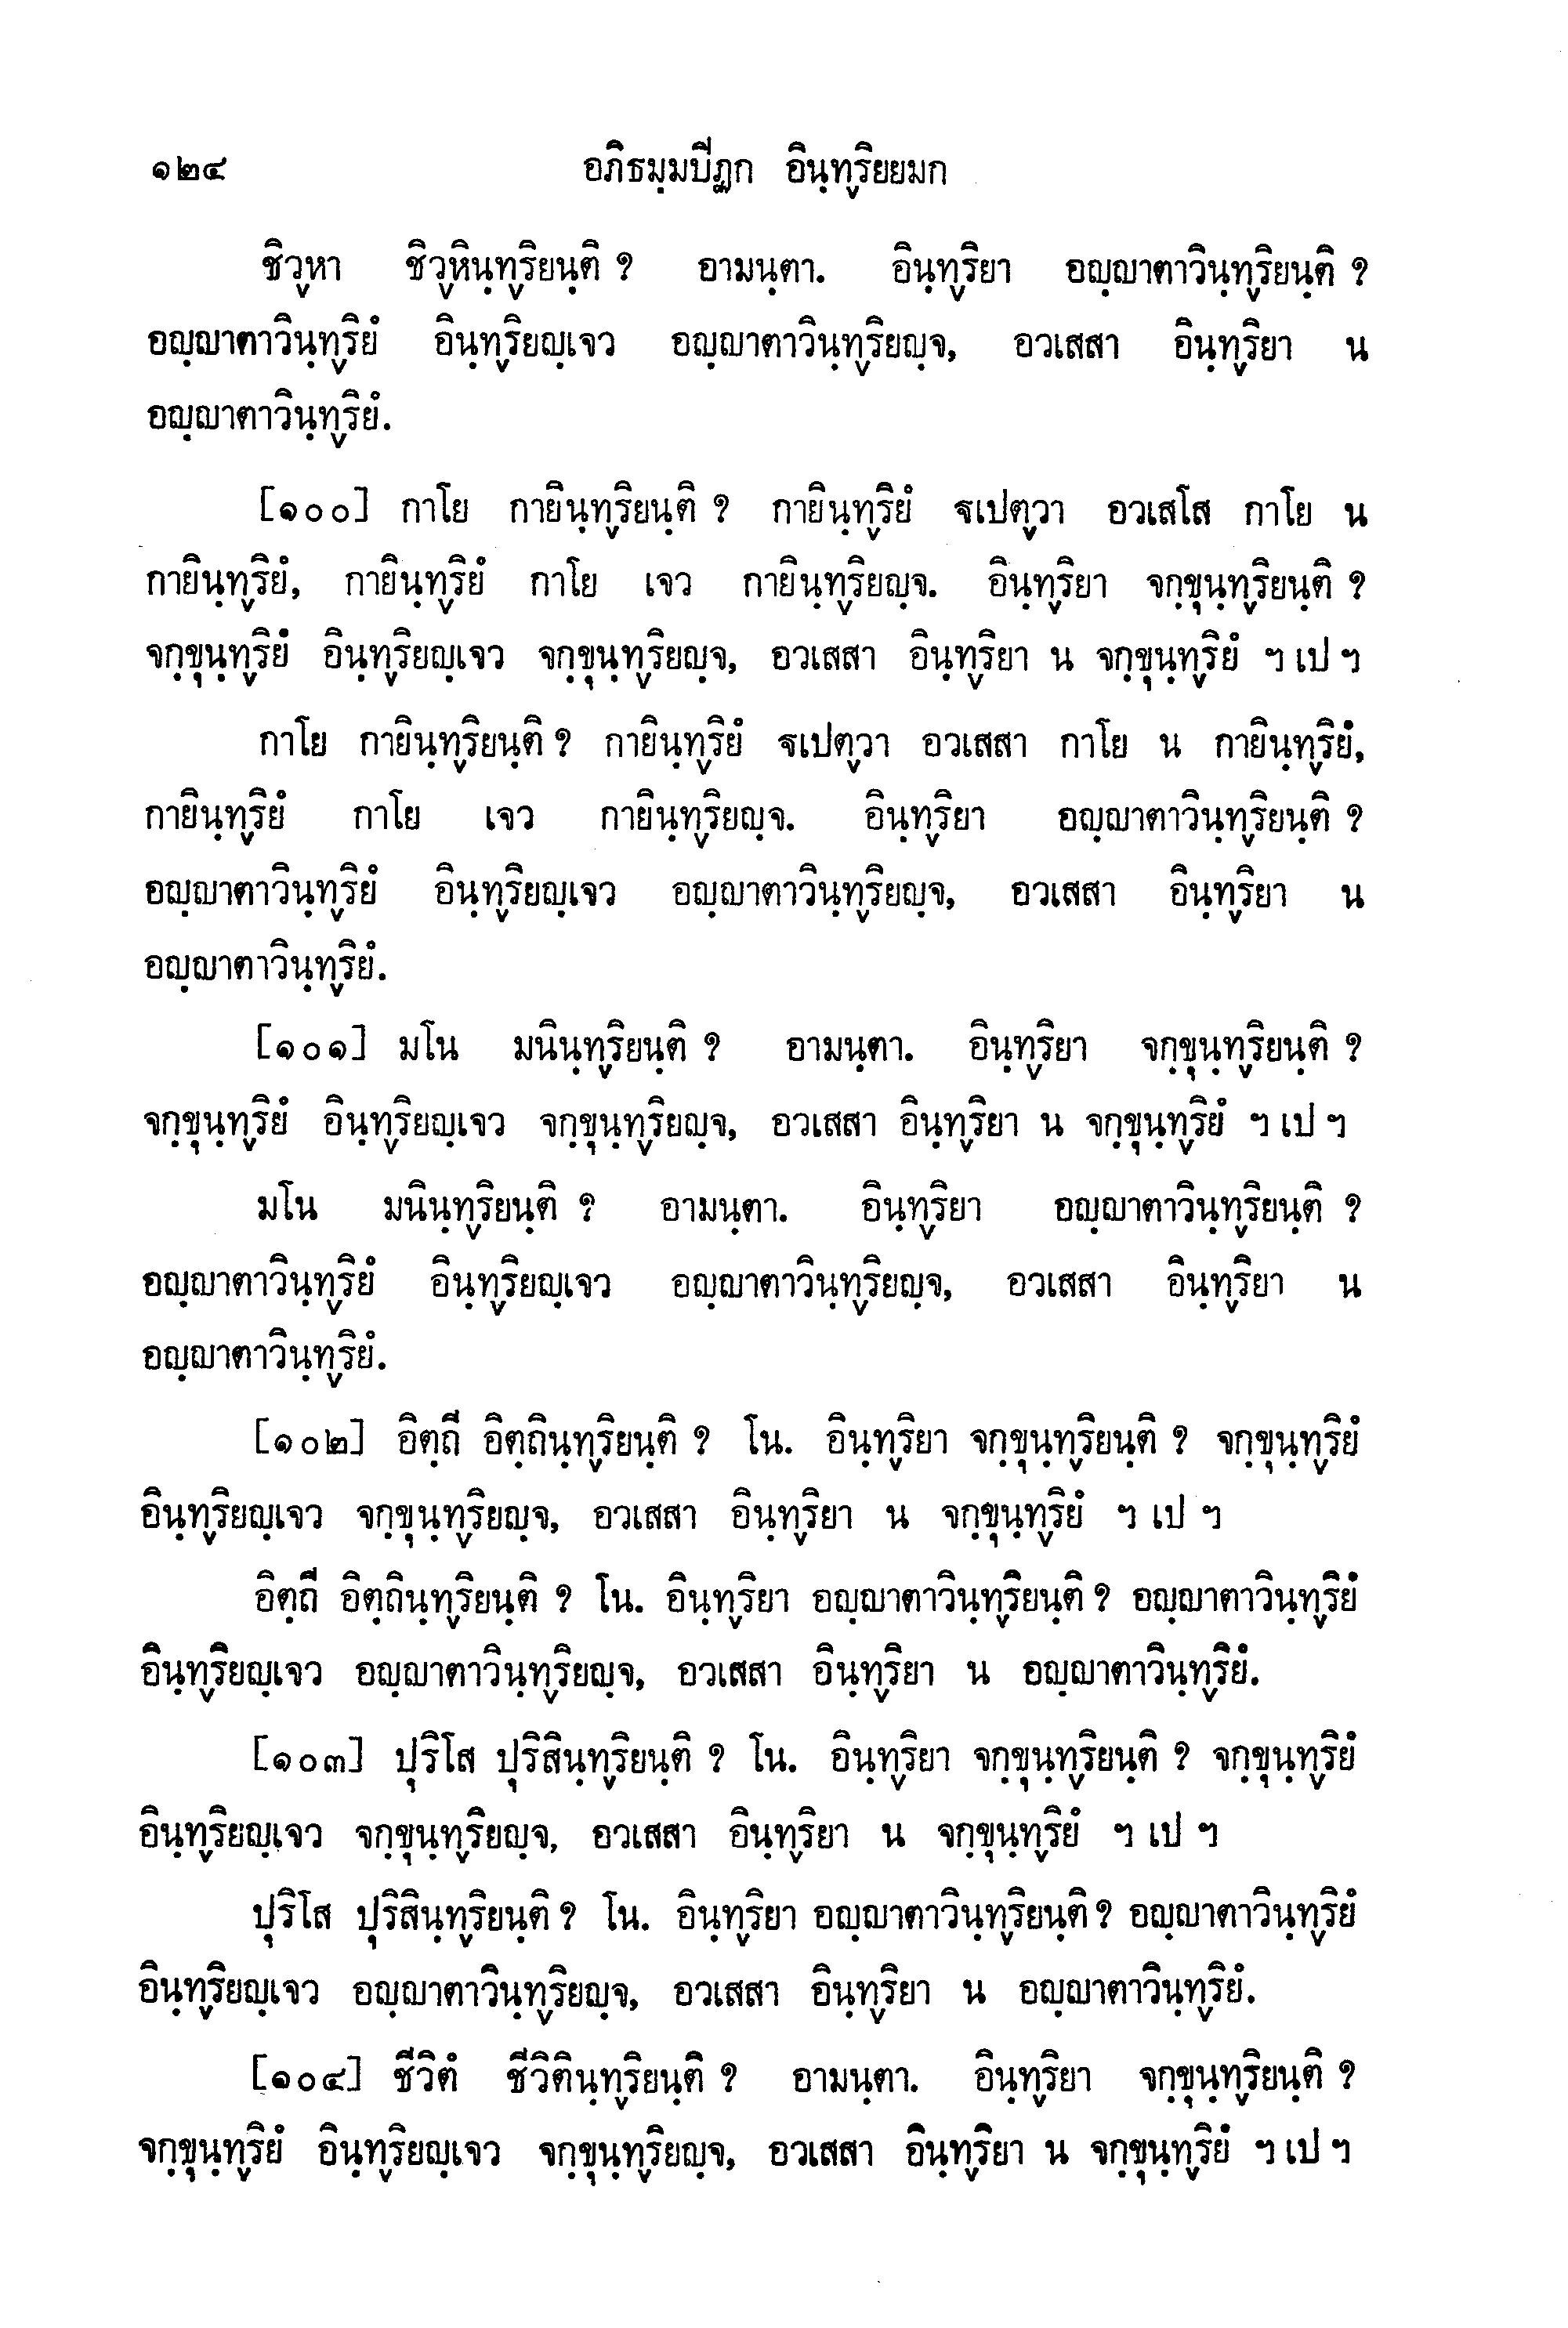 ๑๒๔ อภิธมฺมปีฏก อินฺท๎ริยยมก
ชิว๎หา ชิว๎หินฺท๎ริยนฺติ ? อามนฺตา. อินฺท๎ริยา อญฺญาตาวินฺท๎ริยนฺติ ?
อญฺญาตาวินฺท๎ริยํ อินฺท๎ริยญฺเจว อญฺญาตาวินฺท๎ริยญฺจ, อวเสสา อินฺท๎ริยา น
อญฺญาตาวินฺท๎ริยํ.
[๑๐๐] กาโย กายินฺท๎ริยนฺติ ? กายินฺท๎ริยํ ฐเปต๎วา อวเสโส กาโย น
กายินฺท๎ริยํ, กายินฺท๎ริยํ กาโย เจว กายินฺท๎ริยญฺจ. อินฺท๎ริยา จกฺขุนฺท๎ริยนฺติ ?
จกฺขุนฺท๎ริยํ อินฺท๎ริยญฺเจว จกฺขุนฺท๎ริยญฺจ, อวเสสา อินฺท๎ริยา น จกฺขุนฺท๎ริยํ ฯ เป ฯ
กาโย กายินฺท๎ริยนฺติ ? กายินฺท๎ริยํ ฐเปต๎วา อวเสสา กาโย น กายินฺท๎ริยํ,
กายินฺท๎ริยํ กาโย เจว กายินฺท๎ริยญฺจ. อินฺท๎ริยา อญฺญาตาวินฺท๎ริยนฺติ ?
อญฺญาตาวินฺท๎ริยํ อินฺท๎ริยญฺเจว อญฺญาตาวินฺท๎ริยญฺจ, อวเสสา อินฺท๎ริยา น
อญฺญาตาวินฺท๎ริยํ.
[๑๐๑] มโน มนินฺท๎ริยนฺติ ? อามนฺตา. อินฺท๎ริยา จกฺขุนฺท๎ริยนฺติ ?
จกฺขุนฺท๎ริยํ อินฺท๎ริยญฺเจว จกฺขุนฺท๎ริยญฺจ, อวเสสา อินฺท๎ริยา น จกฺขุนฺท๎ริยํ ฯ เป ฯ
มโน มนินฺท๎ริยนฺติ ? อามนฺตา. อินฺท๎ริยา อญฺญาตาวินฺท๎ริยนฺติ ?
อญฺญาตาวินฺท๎ริยํ อินฺท๎ริยญฺเจว อญฺญาตาวินฺท๎ริยญฺจ, อวเสสา อินฺท๎ริยา น
อญฺญาตาวินฺท๎ริยํ.
[๑๐๒] อิตฺถี อิตฺถินฺท๎ริยนฺติ ? โน. อินฺท๎ริยา จกฺขุนฺท๎ริยนฺติ ? จกฺขุนฺท๎ริยํ
อินฺท๎ริยญฺเจว จกฺขุนฺท๎ริยญฺจ, อวเสสา อินฺท๎ริยา น จกฺขุนฺท๎ริยํ ฯ เป ฯ
อิตฺถี อิตฺถินฺท๎ริยนฺติ ? โน. อินฺท๎ริยา อญฺญาตาวินฺท๎ริยนฺติ ? อญฺญาตาวินฺท๎ริยํ
อินฺท๎ริยญฺเจว อญฺญาตาวินฺท๎ริยญฺจ, อวเสสา อินฺท๎ริยา น อญฺญาตาวินฺท๎ริยํ.
[๑๐๓] ปุริโส ปุริสินฺท๎ริยนฺติ ? โน. อินฺท๎ริยา จกฺขุนฺท๎ริยนฺติ ? จกฺขุนฺท๎ริยํ
อินฺท๎ริยญฺเจว จกฺขุนฺท๎ริยญฺจ, อวเสสา อินฺท๎ริยา น จกฺขุนฺท๎ริยํ ฯ เป ฯ
ปุริโส ปุริสินฺท๎ริยนฺติ ? โน. อินฺท๎ริยา อญฺญาตาวินฺท๎ริยนฺติ ? อญฺญาตาวินฺท๎ริยํ
อินฺท๎ริยญฺเจว อญฺญาตาวินฺท๎ริยญฺจ, อวเสสา อินฺท๎ริยา น อญฺญาตาวินฺท๎ริยํ.
[๑๐๔] ชีวิตํ ชีวิตินฺท๎ริยนฺติ ? อามนฺตา. อินฺท๎ริยา จกฺขุนฺท๎ริยนฺติ ?
จกฺขุนฺท๎ริยํ อินฺท๎ริยญฺเจว จกฺขุนฺท๎ริยญฺจ, อวเสสา อินฺท๎ริยา น จกฺขุนฺท๎ริยํ ฯ เป ฯ